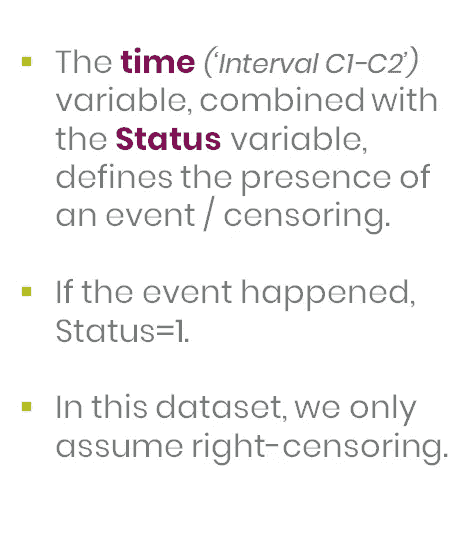 ▪ The time (‘Interval C1-C2’)
variable, combined with
the Status variable,
defines the presence of
an event / censoring.
▪ If the event happened,
Status=1.
▪ In this dataset, we only
assume right-censoring.